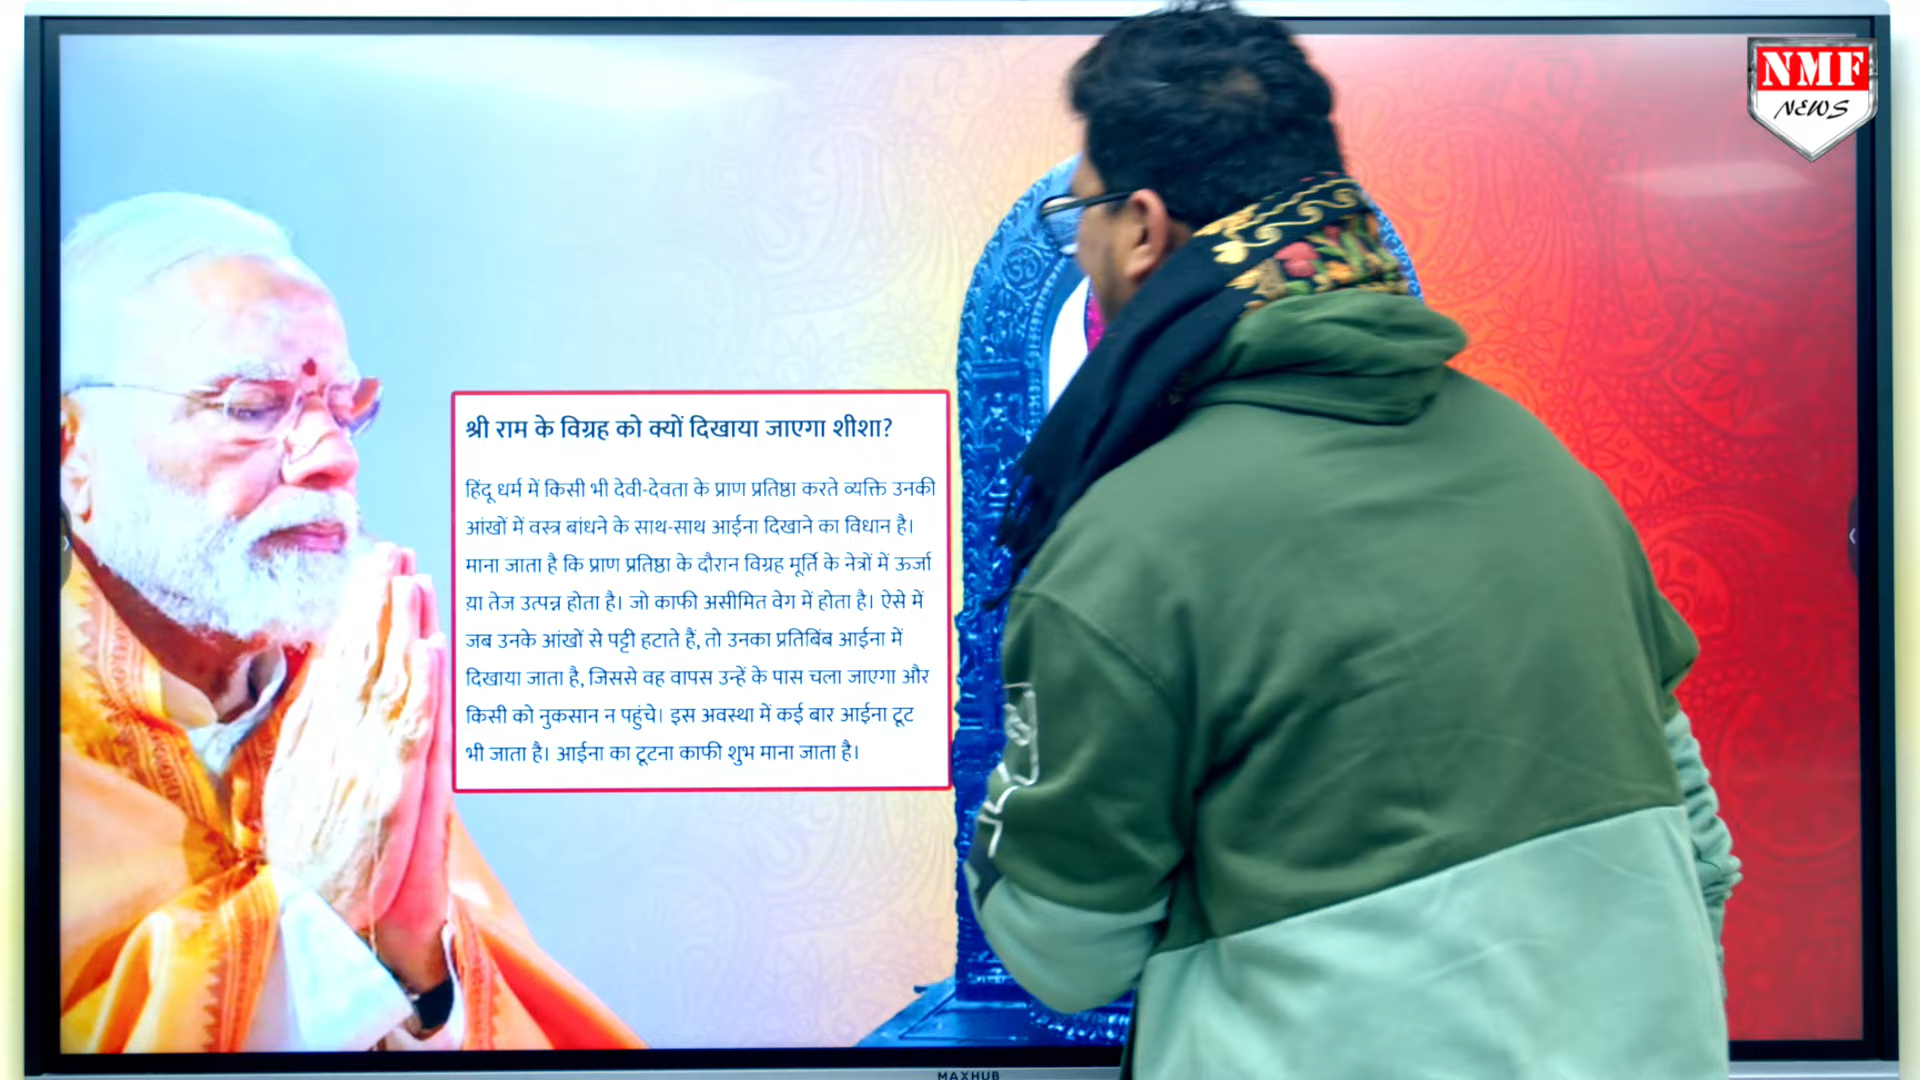 NMF
NEWS
श्री राम के विग्रह को क्यों दिखाया जाएगा शीशा?
हिंदू धर्म में किसी भी देवी-देवता के प्राण प्रतिष्ठा करते व्यक्ति उनकी
आंखों में वस्त्र बांधने के साथ-साथ आईना दिखाने का विधान है।
माना जाता है कि प्राण प्रतिष्ठा के दौरान विग्रह मूर्ति के नेत्रों में ऊर्जा
या तेज उत्पन्न होता है। जो काफी असीमित वेग में होता है। ऐसे में
जब उनके आंखों से पट्टी हटाते हैं, तो उनका प्रतिबिंब आईना में
दिखाया जाता है, जिससे वह वापस उन्हें के पास चला जाएगा और
किसी को नुकसान न पहुंचे। इस अवस्था में कई बार आईना टूट
भी जाता है। आईना का टूटना काफी शुभ माना जाता है।
MAXHUB